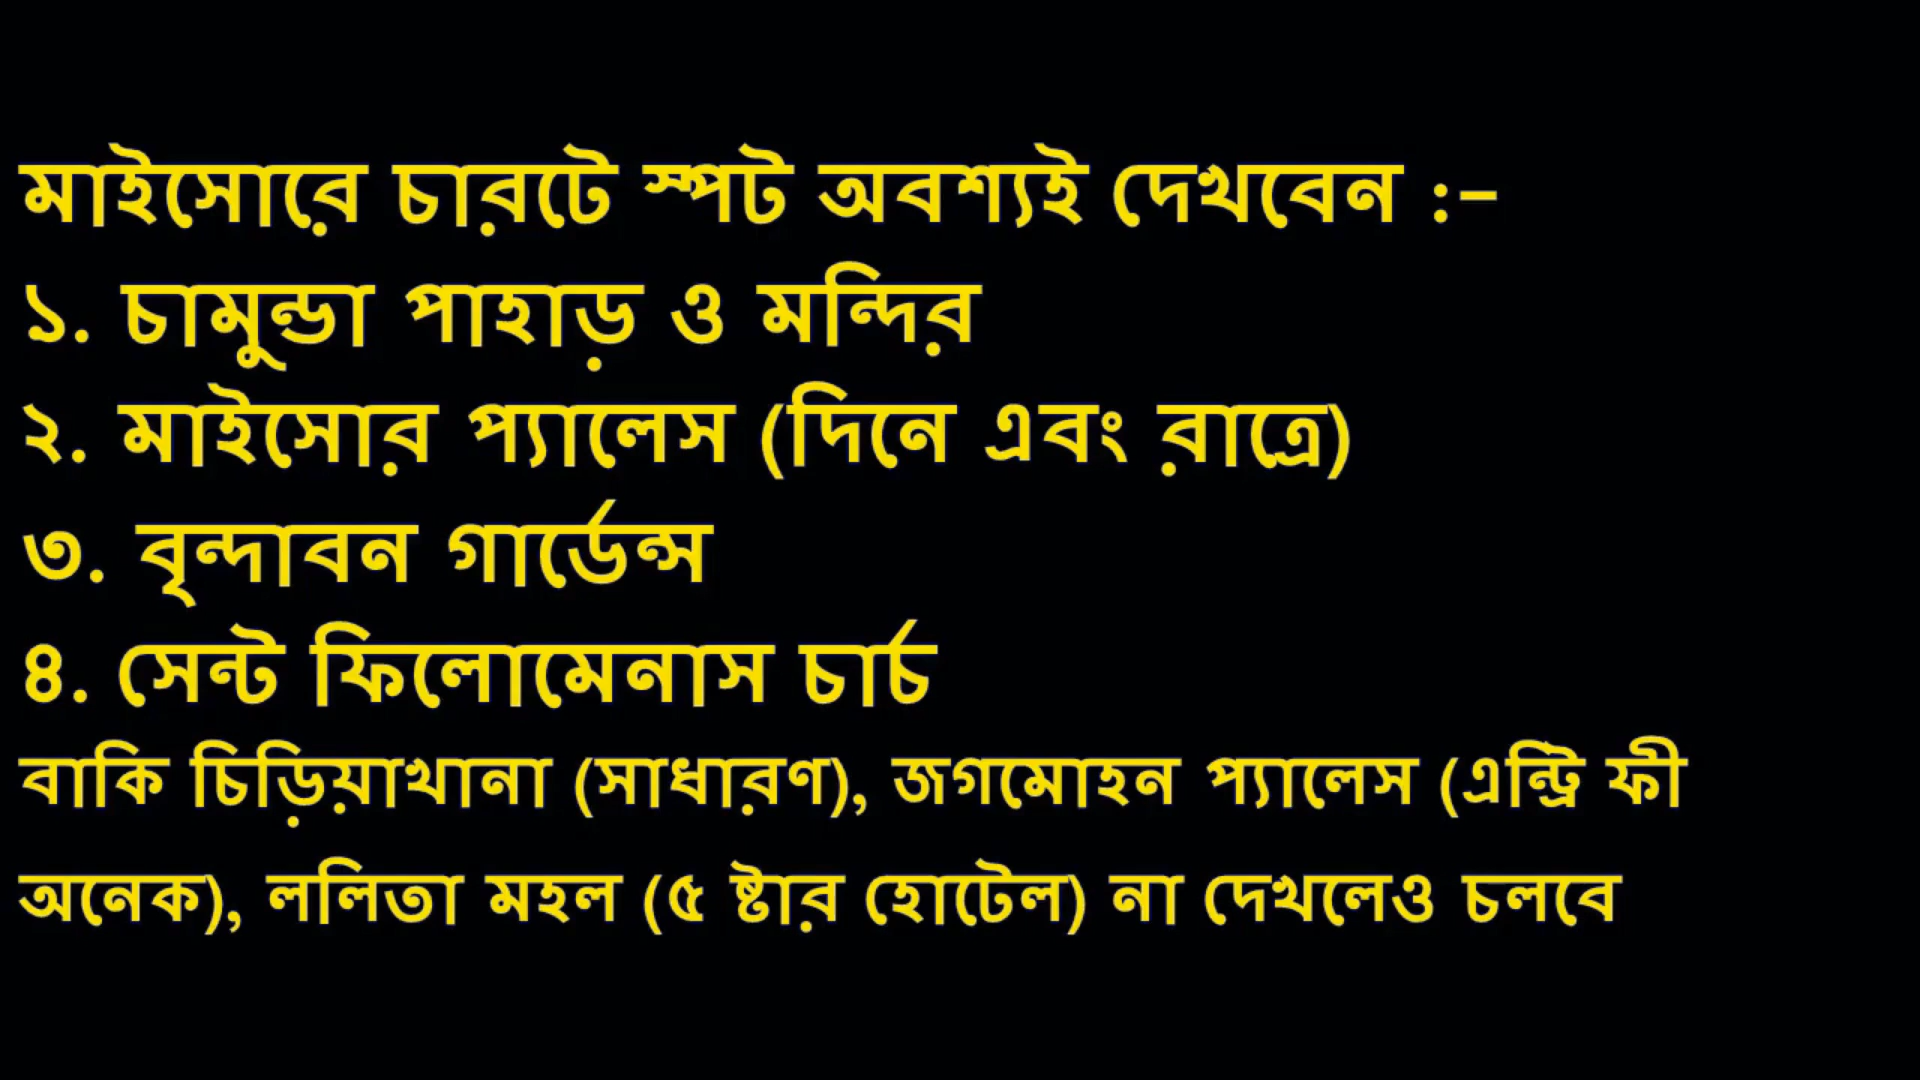 মাইসোরে চারটে স্পট অবশ্যই দেখবেন :-
১. চামুন্ডা পাহাড় ও মন্দির
২. মাইসোর প্যালেস (দিনে এবং রাত্রে)
৩. বৃন্দাবন গার্ডেন্স
৪. সেন্ট ফিলোমেনাস চার্চ
বাকি চিড়িয়াখানা (সাধারণ), জগমোহন প্যালেস (এন্ট্রি ফী
অনেক), ললিতা মহল (৫ ষ্টার হোটেল) না দেখলেও চলবে